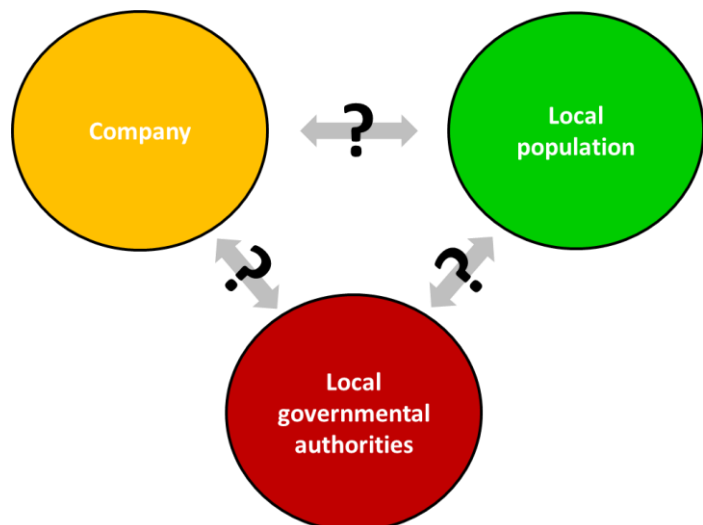 Company
?
Local
population
?
?
Local
governmental
authorities